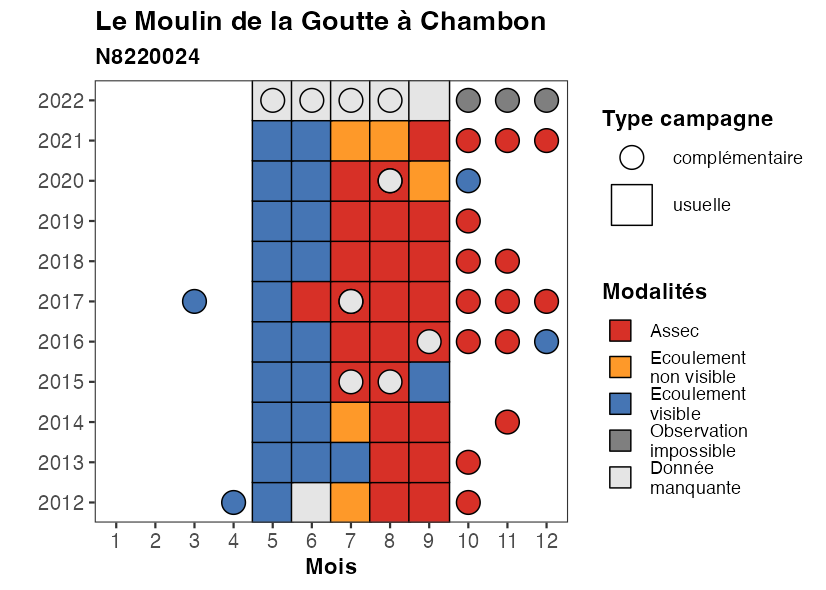 Le Moulin de la Goutte à Chambon
N8220024
2022
2021
2020
2019
2018
2017
2016
2015
2014
2013
2012
1 2 3 4 5 6 7 8 9 10 11 12
Mois
Type campagne
complémentaire
usuelle
Modalités
Assec
Ecoulement
non visible
Ecoulement
visible
Observation
impossible
Donnée
manquante